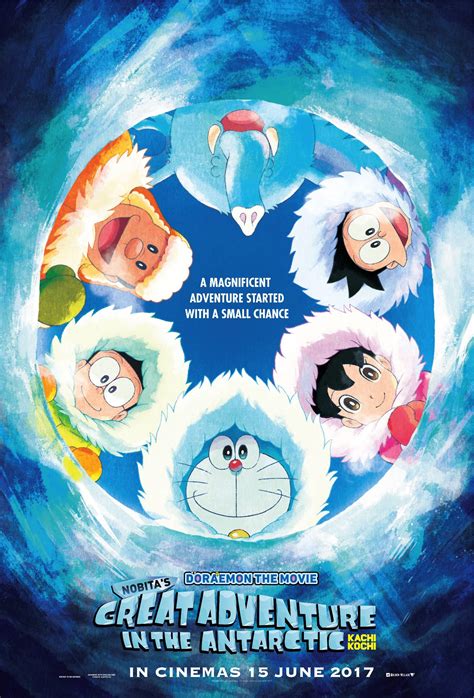 A MAGNIFICENT
ADVENTURE STARTED
WITH A SMALL CHANCE
DORAEMON THE MOVIE
NOBITA'S
GREAT ADVENTURE
IN THE ANTARCTIC KACHI
KOCHI
IN CINEMAS 15 JUNE 2017